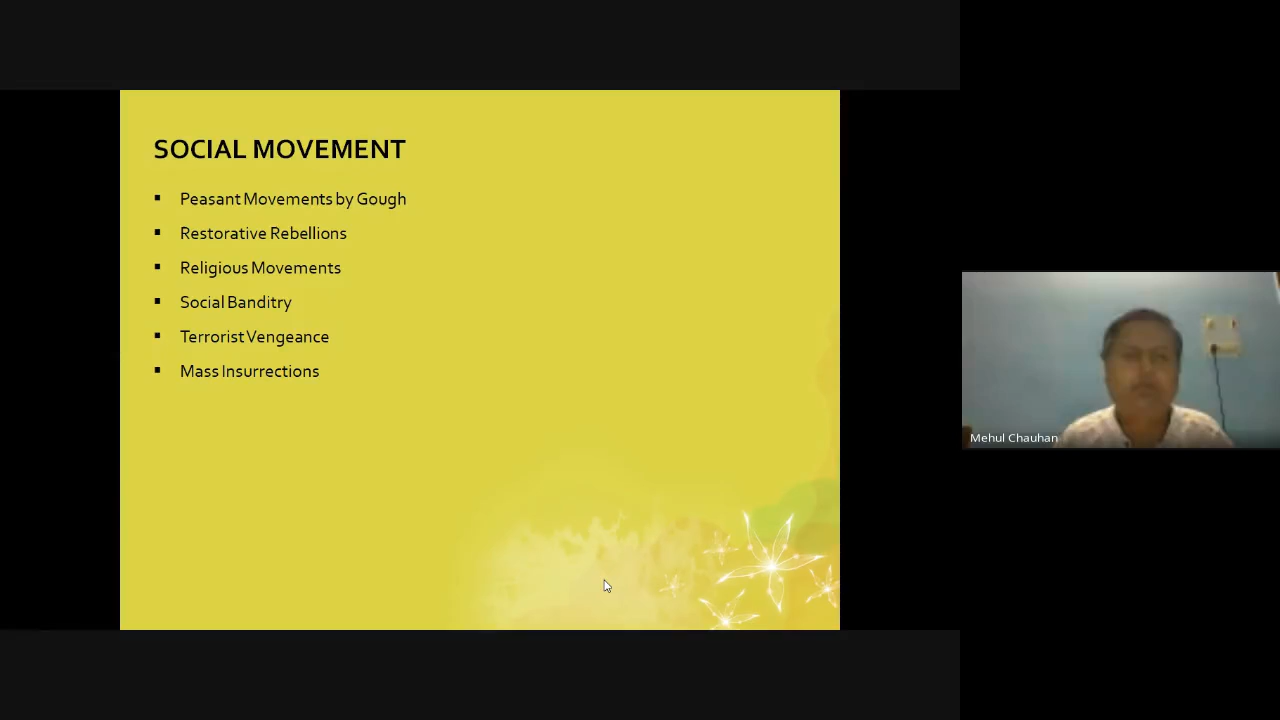 SOCIAL MOVEMENT
▪ Peasant Movements by Gough
▪ Restorative Rebellions
▪ Religious Movements
▪ Social Banditry
▪ Terrorist Vengeance
▪ Mass Insurrections
Mehul Chauhan